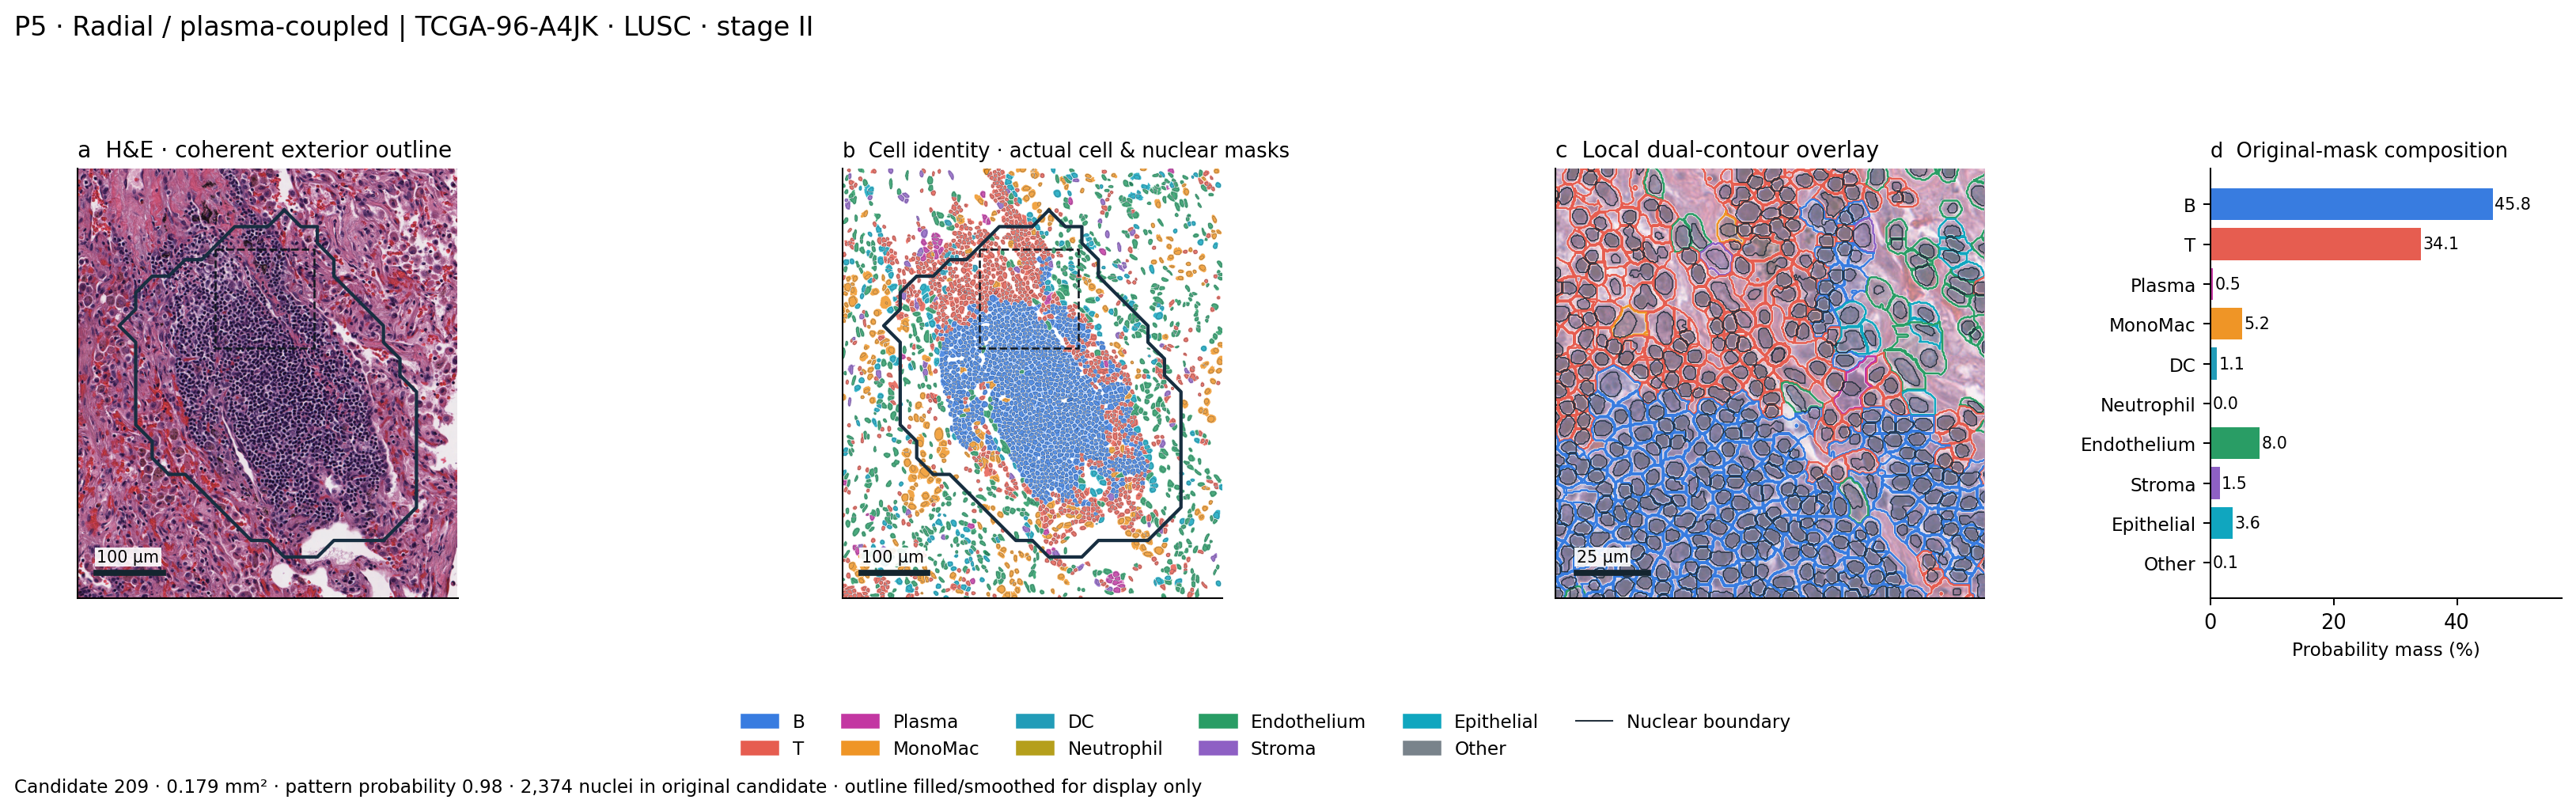 P5 · Radial / plasma-coupled | TCGA-96-A4JK · LUSC · stage II
a H&E · coherent exterior outline
b Cell identity · actual cell & nuclear masks
c Local dual-contour overlay
d Original-mask composition
100 μm
100 μm
25 μm
B 45.8
T 34.1
Plasma 0.5
MonoMac 5.2
DC 1.1
Neutrophil 0.0
Endothelium 8.0
Stroma 1.5
Epithelial 3.6
Other 0.1
0 20 40
Probability mass (%)
B Plasma DC Endothelium Epithelial Nuclear boundary
T MonoMac Neutrophil Stroma Other
Candidate 209 · 0.179 mm² · pattern probability 0.98 · 2,374 nuclei in original candidate · outline filled/smoothed for display only